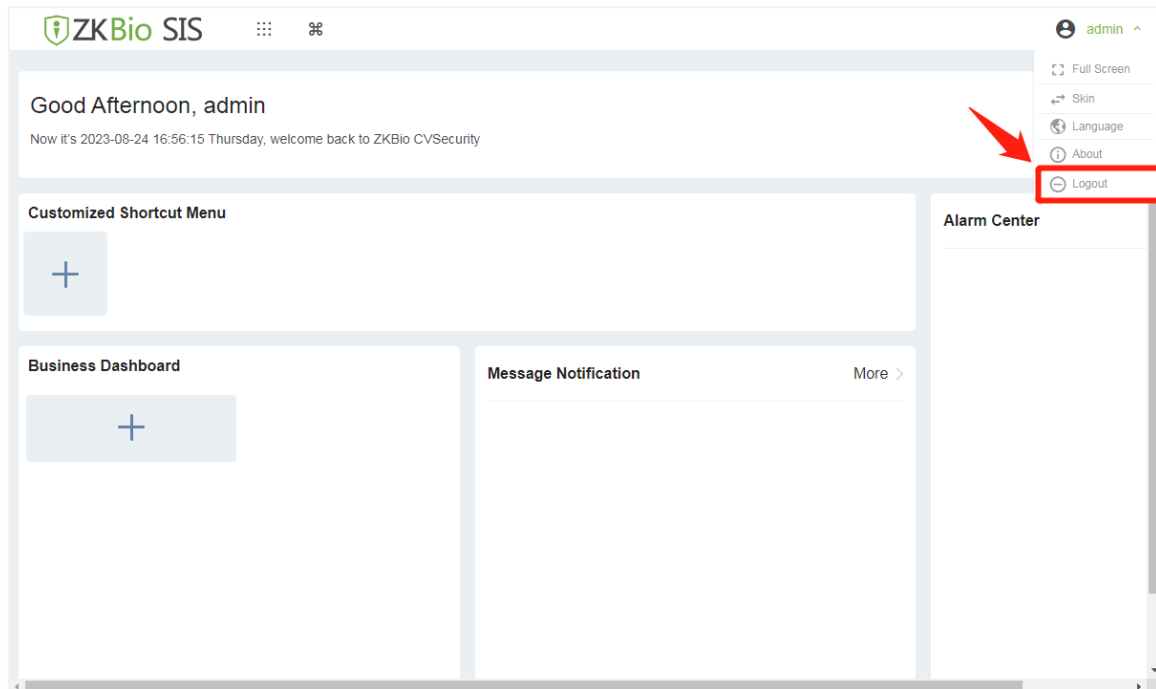 ZKBio SIS
admin
Full Screen
Skin
Language
About
Logout
Good Afternoon, admin
Now it's 2023-08-24 16:56:15 Thursday, welcome back to ZKBio CVSecurity
Customized Shortcut Menu
Alarm Center
Business Dashboard
Message Notification
More